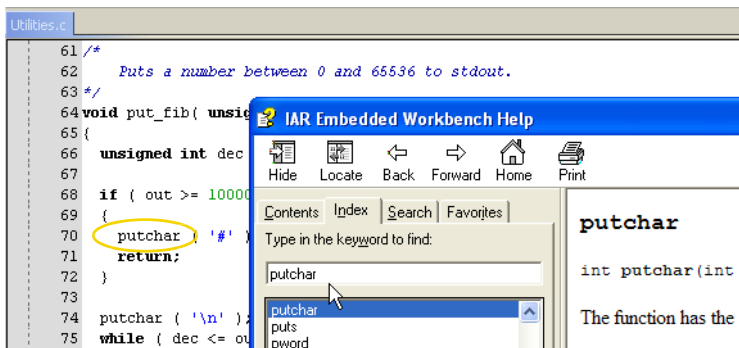 Utilities.c
61 /*
62 Puts a number between 0 and 65536 to stdout.
63 */
64 void put_fib( unsig
65 {
66 unsigned int dec
67
68 if ( out >= 10000
69 {
70 putchar ( '#' )
71 return;
72 }
73
74 putchar ( '\n' );
75 while ( dec <= ou
IAR Embedded Workbench Help
Hide Locate Back Forward Home Print
Contents Index Search Favorites
Type in the keyword to find:
putchar
putchar
puts
pword
putchar
int putchar(int
The function has the